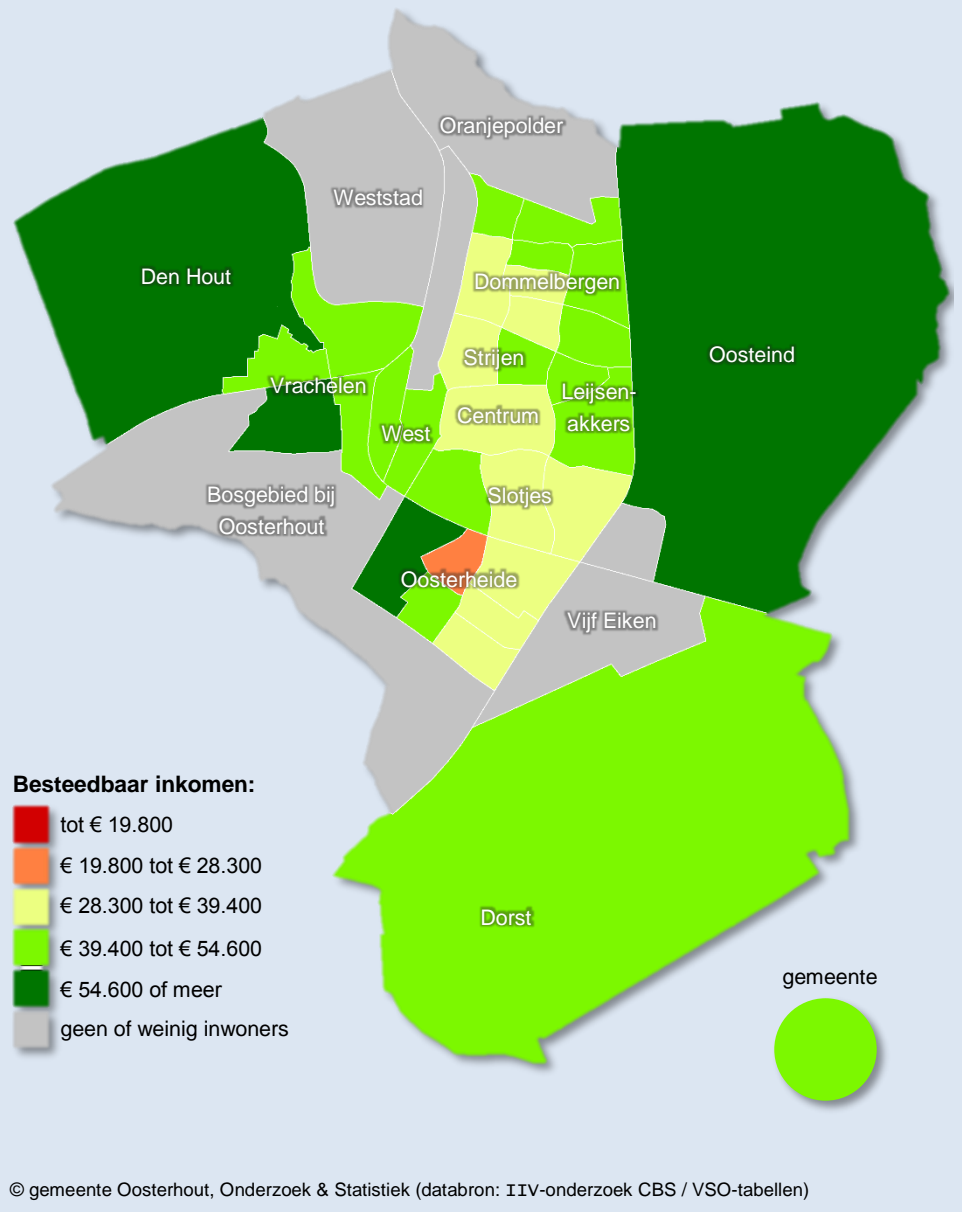 Oranjepolder
Weststad
Den Hout
Dommelbergen
Oosteind
Strijen
Vrachelen
Leijsen-
akkers
Centrum
West
Bosgebied bij
Oosterhout
Slotjes
Oosterheide
Vijf Eiken
Dorst
Besteedbaar inkomen:
tot € 19.800
€ 19.800 tot € 28.300
€ 28.300 tot € 39.400
€ 39.400 tot € 54.600
€ 54.600 of meer
geen of weinig inwoners
gemeente
© gemeente Oosterhout, Onderzoek & Statistiek (databron: IIV-onderzoek CBS / VSO-tabellen)